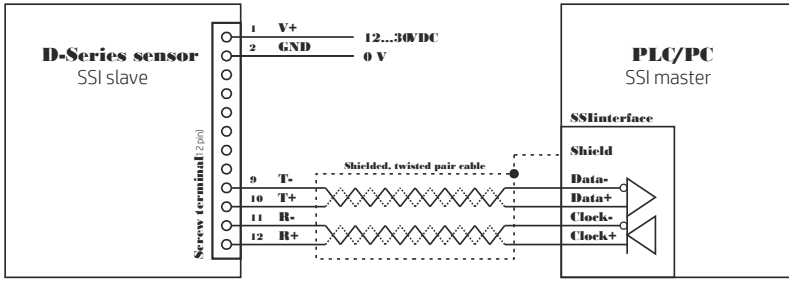 D-Series sensor
SSI slave
Screw terminal(12 pin)
1 V+ 12...30VDC
2 GND 0 V
9 T-
10 T+
11 R-
12 R+
Shielded, twisted pair cable
PLC/PC
SSI master
SSIinterface
Shield
Data-
Data+
Clock-
Clock+